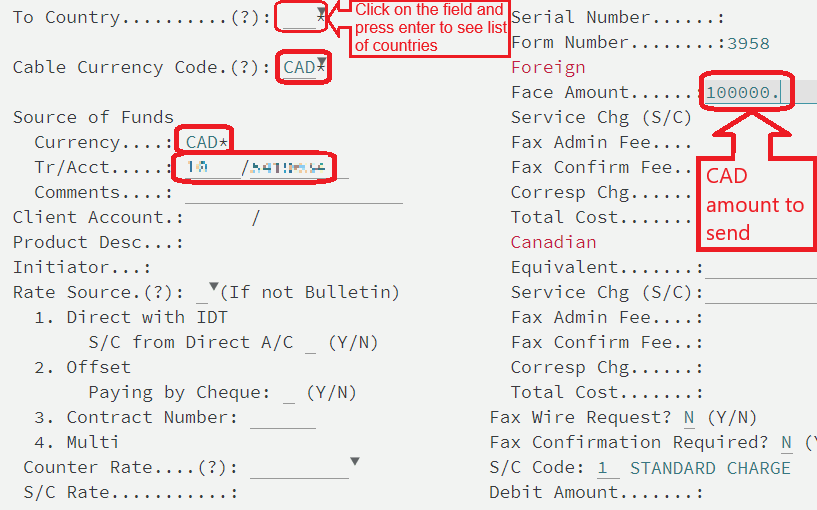 To Country..........(?): ___*
Click on the field and
press enter to see list
of countries
Cable Currency Code.(?): CAD*
Source of Funds
Currency....: CAD*
Tr/Acct.....: /
Comments....:
Client Account.: /
Product Desc...:
Initiator...:
Rate Source.(?): _ (If not Bulletin)
1. Direct with IDT
S/C from Direct A/C _ (Y/N)
2. Offset
Paying by Cheque: _ (Y/N)
3. Contract Number: ______
4. Multi
Counter Rate....(?): _________
S/C Rate...........:
Serial Number......:
Form Number........:3958
Foreign
Face Amount......:100000.
Service Chg (S/C)
Fax Admin Fee....
Fax Confirm Fee..
Corresp Chg......
Total Cost.......
CAD
amount to
send
Canadian
Equivalent.......:
Service Chg (S/C):
Fax Admin Fee....:
Fax Confirm Fee..:
Corresp Chg......:
Total Cost.......:
Fax Wire Request? N (Y/N)
Fax Confirmation Required? N (Y
S/C Code: 1 STANDARD CHARGE
Debit Amount.......: